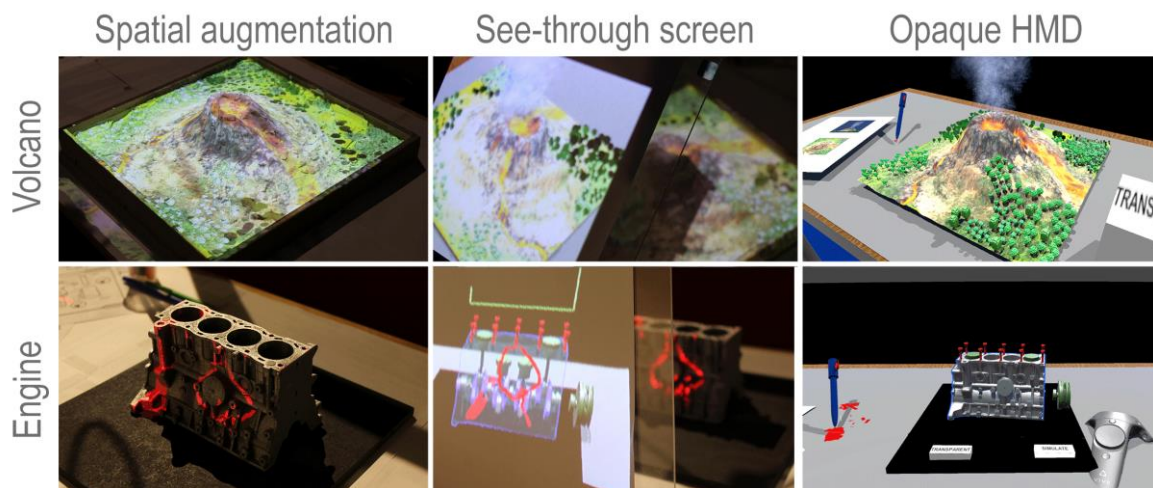 Spatial augmentation
See-through screen
Opaque HMD
Volcano
TRANS
Engine
TRANSPARENT
SIMULATE